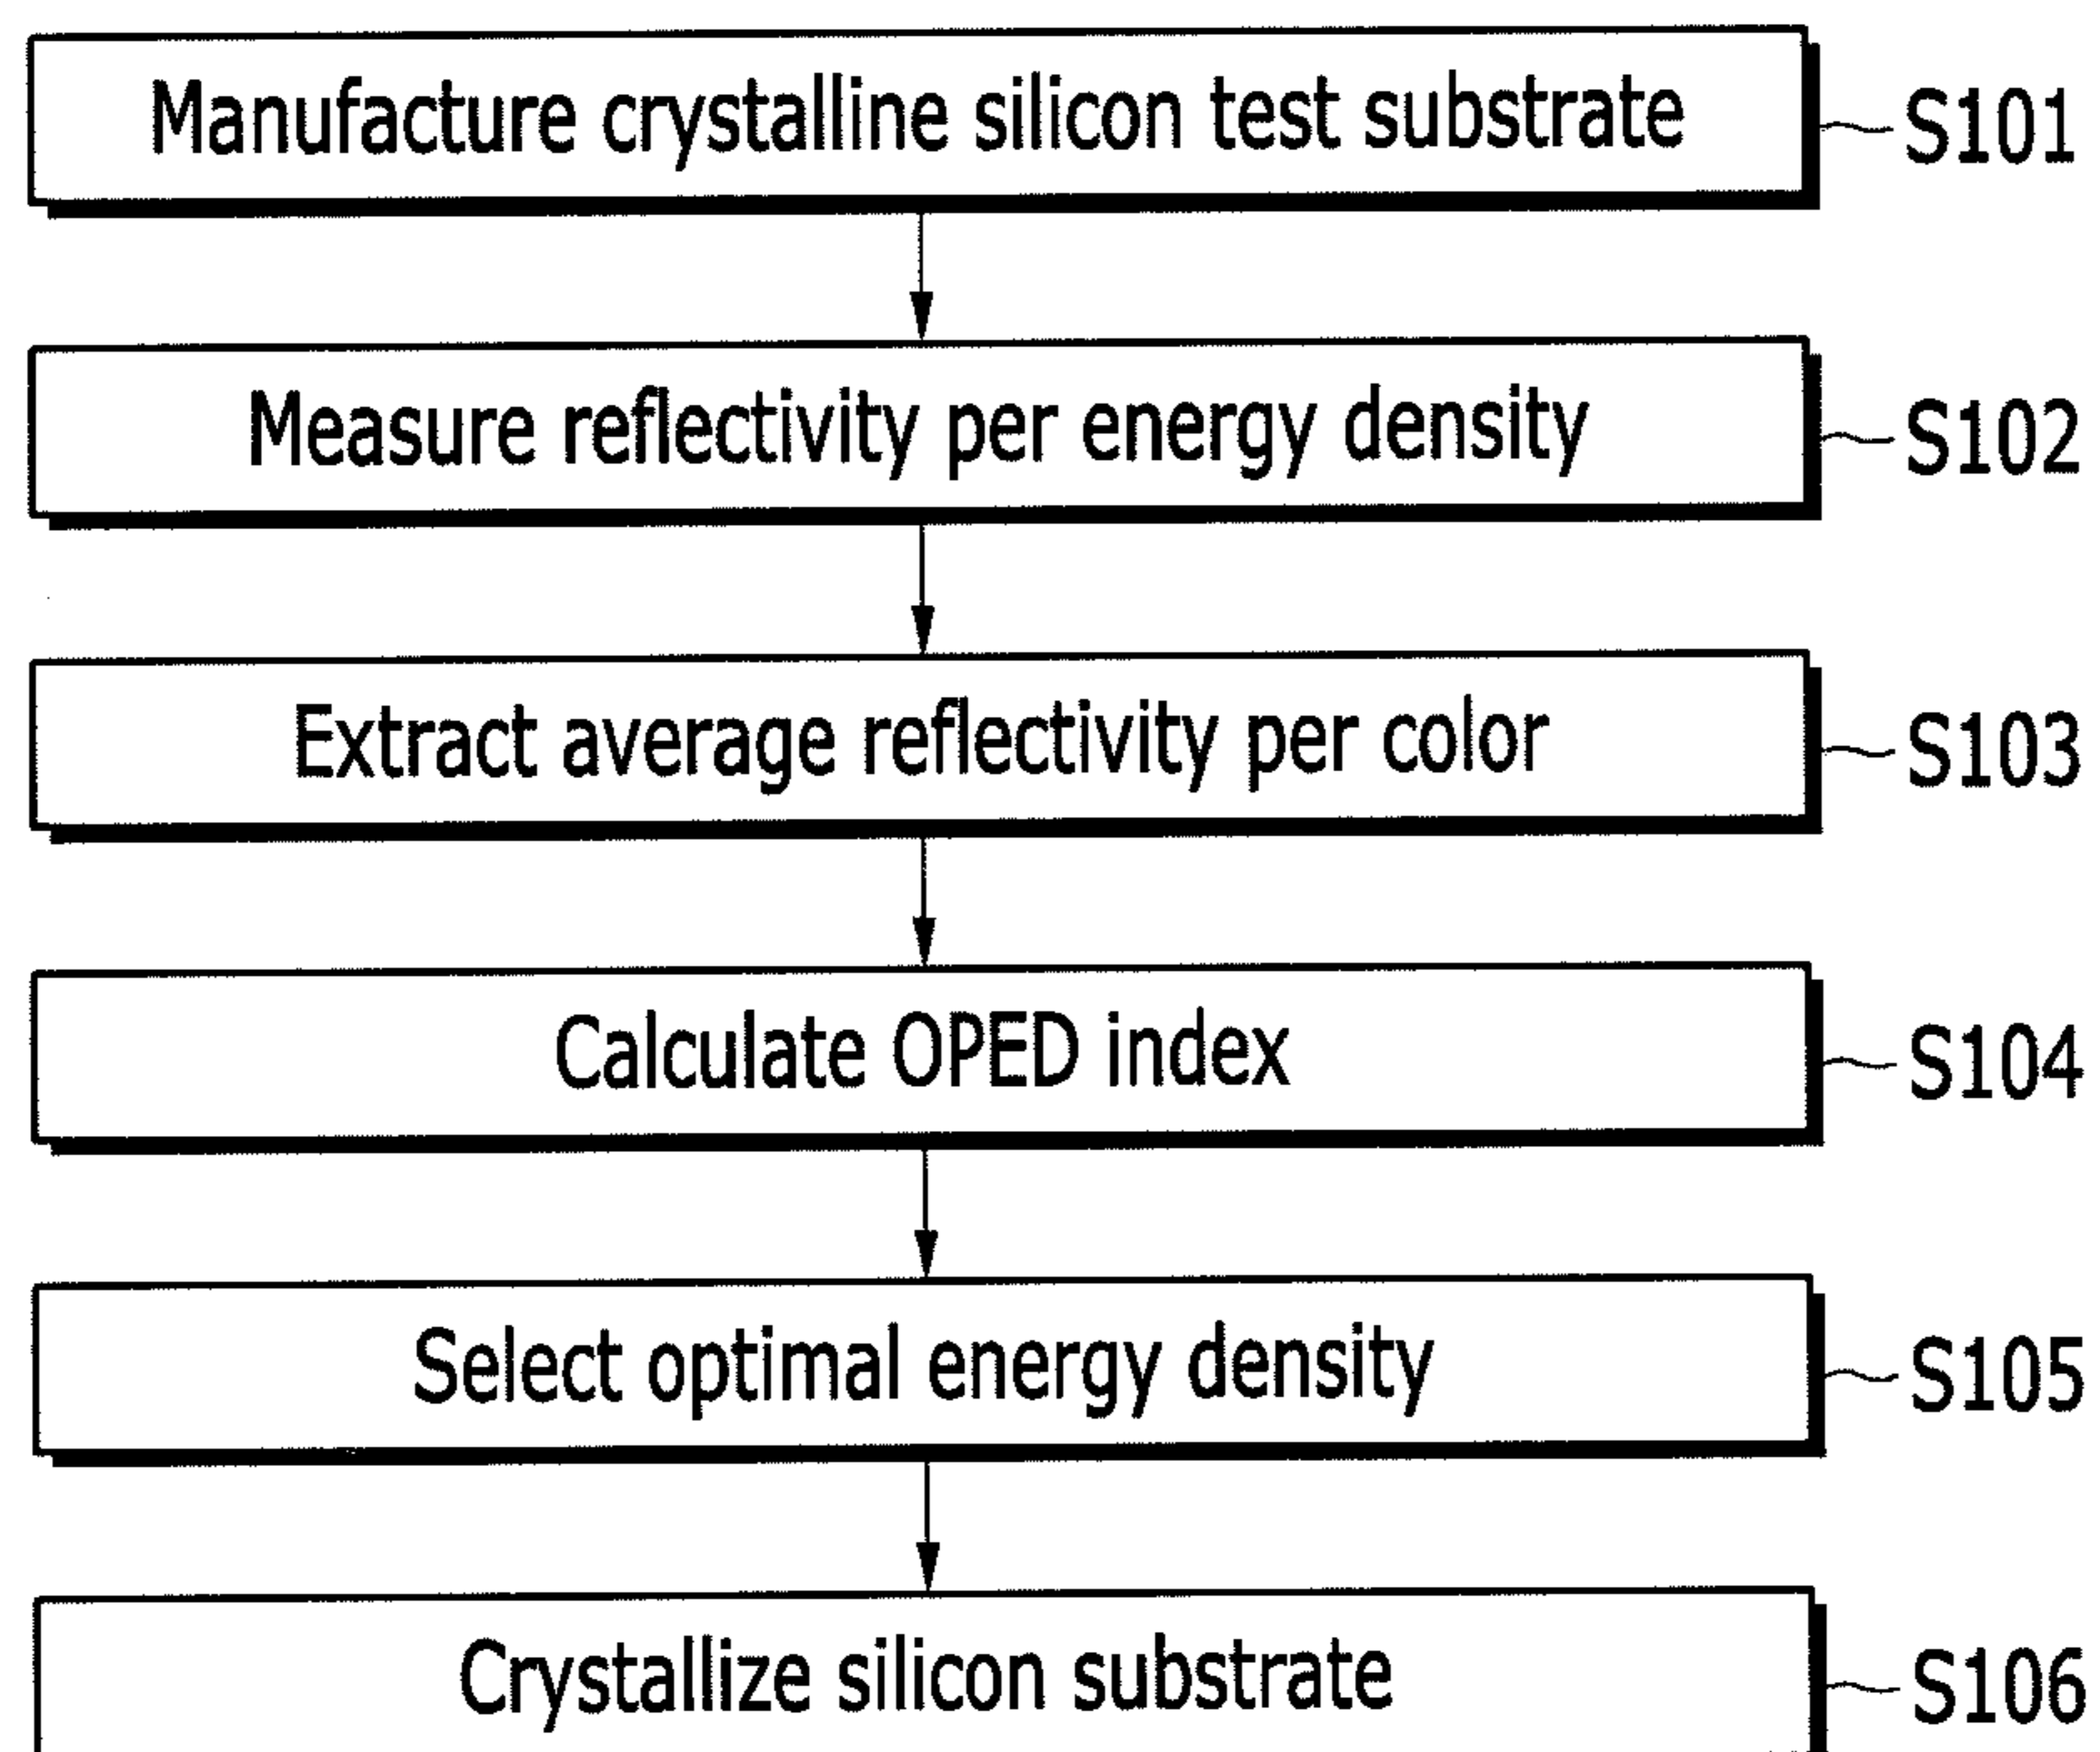 Manufacture crystalline silicon test substrate S101
Measure reflectivity per energy density S102
Extract average reflectivity per color S103
Calculate OPED index S104
Select optimal energy density S105
Crystallize silicon substrate S106